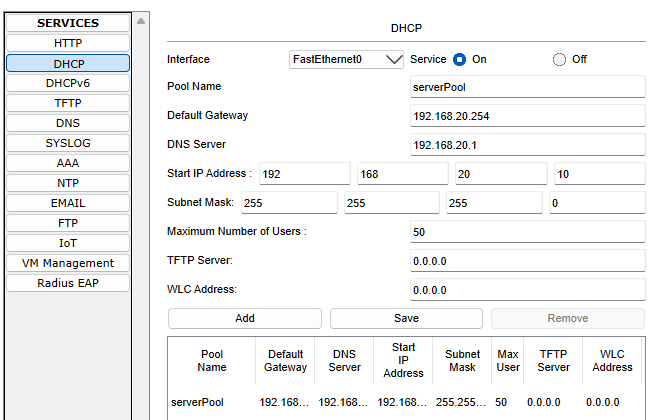 SERVICES
HTTP
DHCP
DHCPv6
TFTP
DNS
SYSLOG
AAA
NTP
EMAIL
FTP
IoT
VM Management
Radius EAP
DHCP
Interface FastEthernet0 Service On Off
Pool Name serverPool
Default Gateway 192.168.20.254
DNS Server 192.168.20.1
Start IP Address : 192 168 20 10
Subnet Mask: 255 255 255 0
Maximum Number of Users : 50
TFTP Server: 0.0.0.0
WLC Address: 0.0.0.0
Add Save Remove
Pool Name Default Gateway DNS Server Start IP Address Subnet Mask Max User TFTP Server WLC Address
serverPool 192.168... 192.168... 192.168... 255.255... 50 0.0.0.0 0.0.0.0